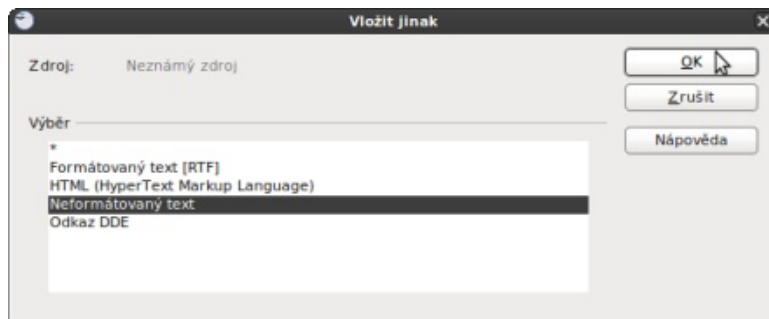 Vložit jinak
Zdroj: Neznámý zdroj
OK
Zrušit
Výběr
Nápověda
*
Formátovaný text [RTF]
HTML (HyperText Markup Language)
Neformátovaný text
Odkaz DDE